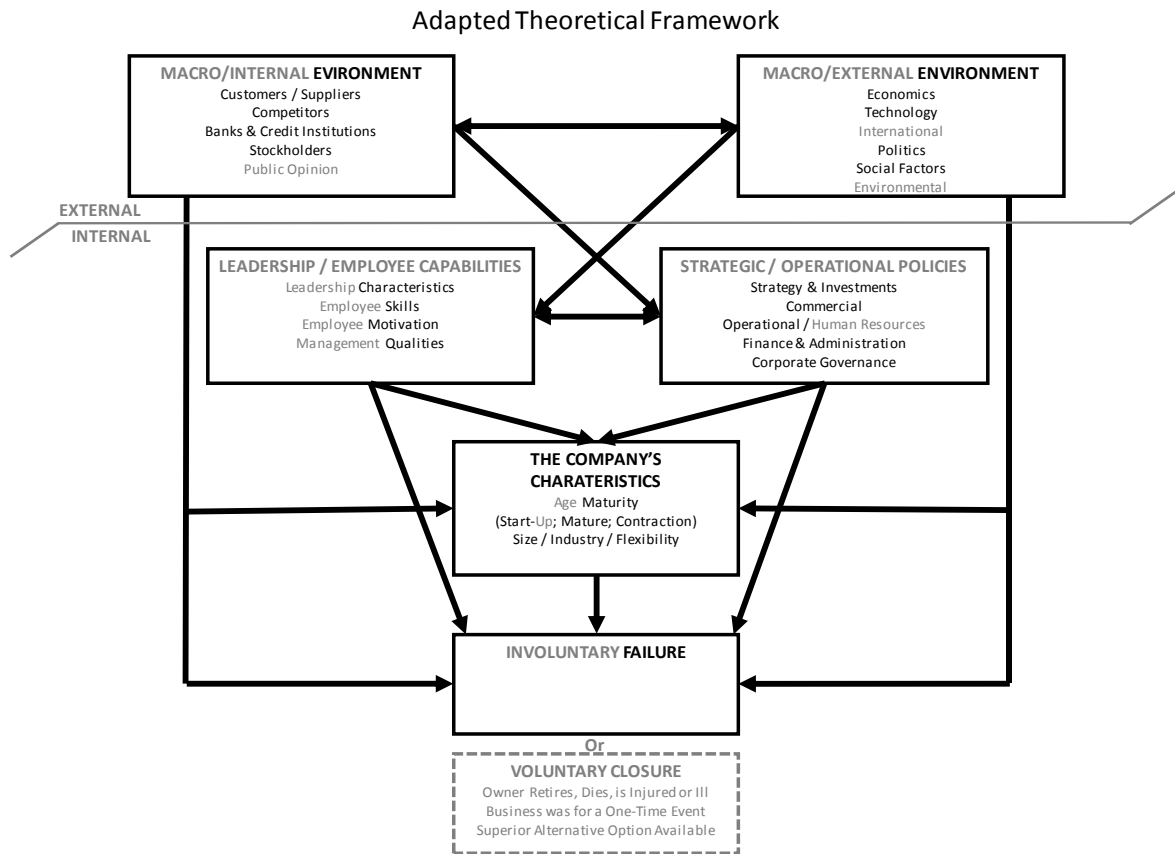 Adapted Theoretical Framework
MACRO/INTERNAL EVIRONMENT
Customers / Suppliers
Competitors
Banks & Credit Institutions
Stockholders
Public Opinion
MACRO/EXTERNAL ENVIRONMENT
Economics
Technology
International
Politics
Social Factors
Environmental
EXTERNAL
INTERNAL
LEADERSHIP / EMPLOYEE CAPABILITIES
Leadership Characteristics
Employee Skills
Employee Motivation
Management Qualities
STRATEGIC / OPERATIONAL POLICIES
Strategy & Investments
Commercial
Operational / Human Resources
Finance & Administration
Corporate Governance
THE COMPANY'S
CHARATERISTICS
Age Maturity
(Start-Up; Mature; Contraction)
Size / Industry / Flexibility
INVOLUNTARY FAILURE
Or
VOLUNTARY CLOSURE
Owner Retires, Dies, is Injured or Ill
Business was for a One-Time Event
Superior Alternative Option Available